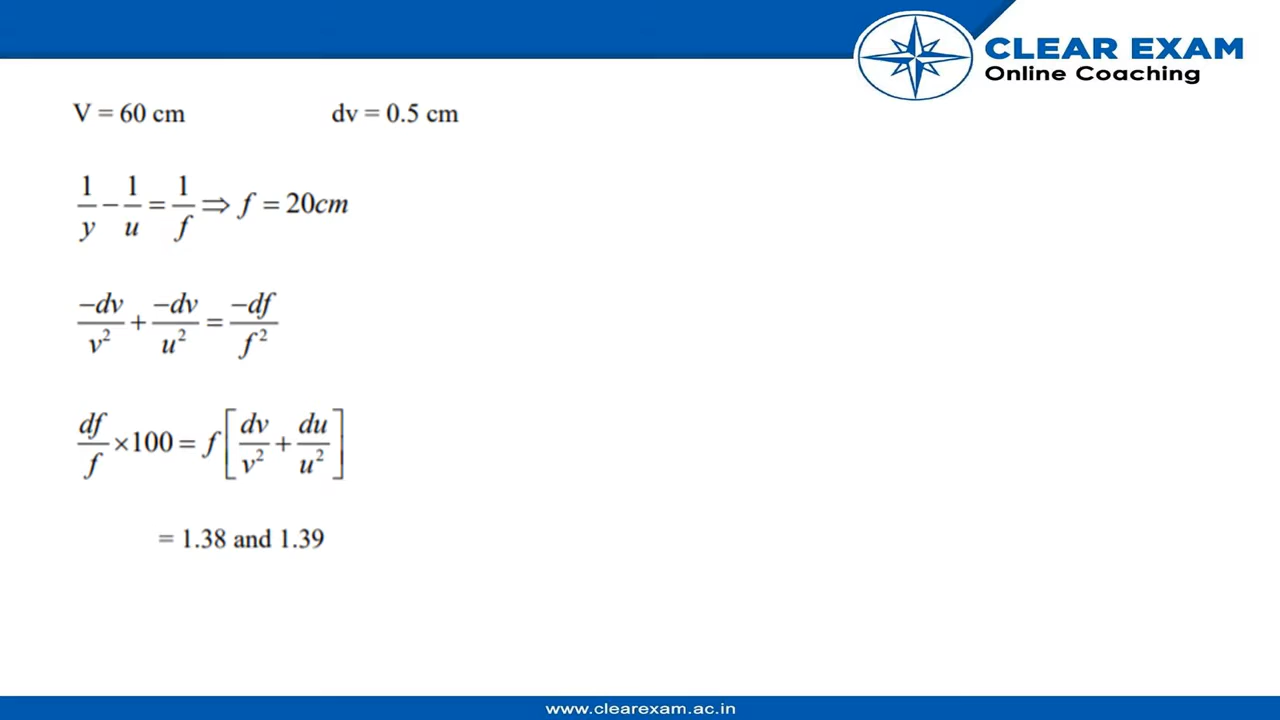 CLEAR EXAM
Online Coaching
V = 60 cm dv = 0.5 cm
1/y − 1/u = 1/f ⇒ f = 20cm
−dv/v² + −dv/u² = −df/f²
df/f ×100 = f[dv/v² + du/u²]
= 1.38 and 1.39
www.clearexam.ac.in